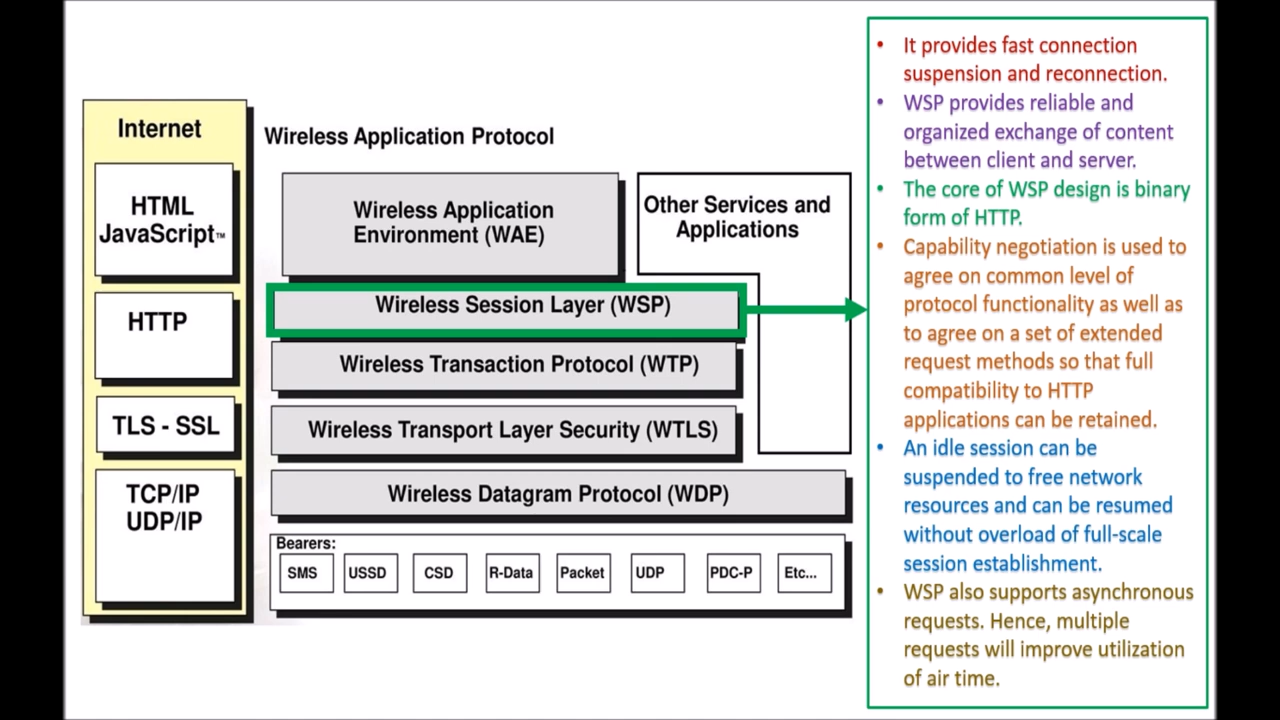 Internet
HTML
JavaScript™
HTTP
TLS - SSL
TCP/IP
UDP/IP
Wireless Application Protocol
Wireless Application
Environment (WAE)
Other Services and
Applications
Wireless Session Layer (WSP)
Wireless Transaction Protocol (WTP)
Wireless Transport Layer Security (WTLS)
Wireless Datagram Protocol (WDP)
Bearers:
SMS
USSD
CSD
R-Data
Packet
UDP
PDC-P
Etc...
• It provides fast connection
suspension and reconnection.
• WSP provides reliable and
organized exchange of content
between client and server.
• The core of WSP design is binary
form of HTTP.
• Capability negotiation is used to
agree on common level of
protocol functionality as well as
to agree on a set of extended
request methods so that full
compatibility to HTTP
applications can be retained.
• An idle session can be
suspended to free network
resources and can be resumed
without overload of full-scale
session establishment.
• WSP also supports asynchronous
requests. Hence, multiple
requests will improve utilization
of air time.